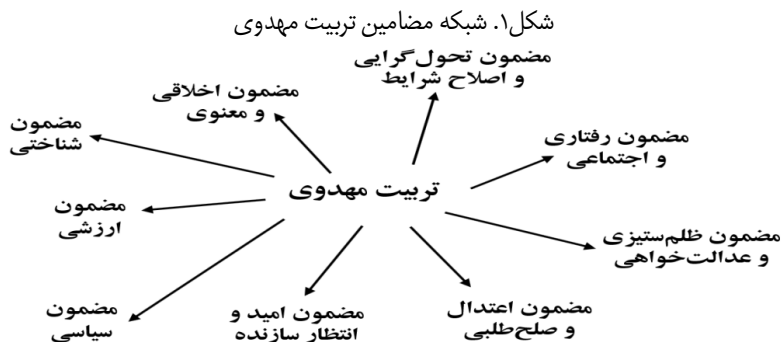 شکل۱. شبکه مضامین تربیت مهدوی
مضمون تحول‌گرایی
و اصلاح شرایط
مضمون اخلاقی
و معنوی
مضمون
شناختی
مضمون رفتاری
و اجتماعی
تربیت مهدوی
مضمون
ارزشی
مضمون ظلم‌ستیزی
و عدالت‌خواهی
مضمون
سیاسی
مضمون امید و
انتظار سازنده
مضمون اعتدال
و صلح‌طلبی